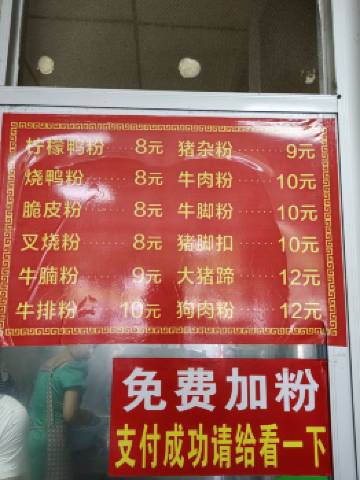 柠檬鸭粉 8元 猪杂粉 9元
烧鸭粉 8元 牛肉粉 10元
脆皮粉 8元 牛脚粉 10元
叉烧粉 8元 猪脚扣 10元
牛腩粉 9元 大猪蹄 12元
牛排粉 10元 狗肉粉 12元
免费加粉
支付成功请给看一下